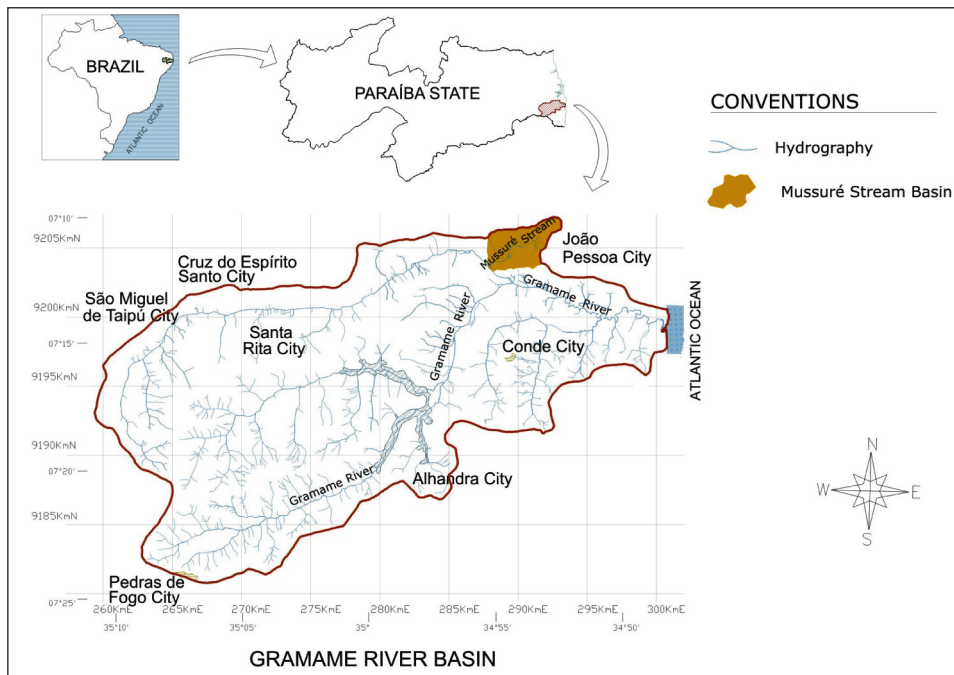 BRAZIL
ATLANTIC OCEAN
PARAÍBA STATE
CONVENTIONS
Hydrography
Mussuré Stream Basin
07°10'
9205KmN
Mussuré Stream
João
Pessoa City
Cruz do Espírito
Santo City
São Miguel
de Taipú City
9200KmN
Gramame River
ATLANTIC OCEAN
Santa
Rita City
Gramame River
Conde City
07°15'
9195KmN
9190KmN
07°20'
Gramame River
Alhandra City
9185KmN
N
W
E
S
Pedras de
Fogo City
07°25'
260KmE 265KmE 270KmE 275KmE 280KmE 285KmE 290KmE 295KmE 300KmE
35°10' 35°05' 35° 34°55' 34°50'
GRAMAME RIVER BASIN